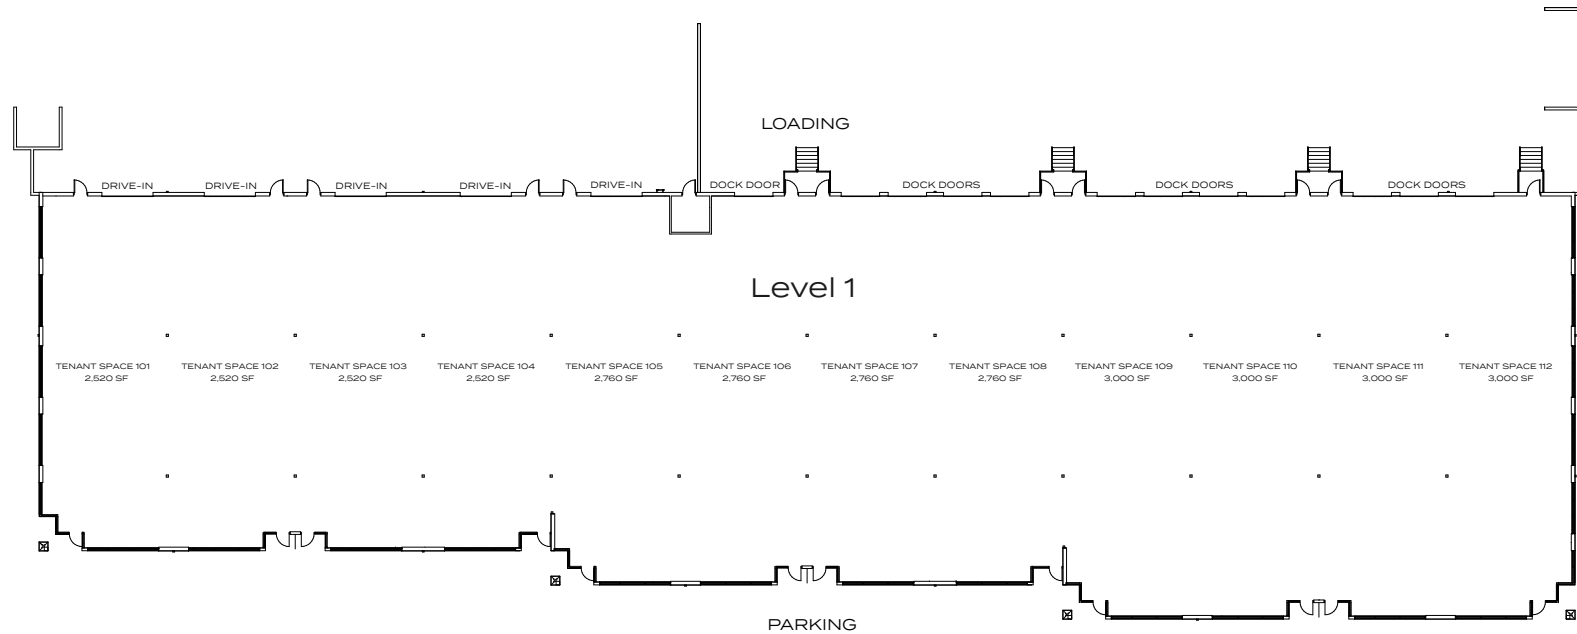 LOADING
DRIVE-IN
DRIVE-IN
DRIVE-IN
DRIVE-IN
DRIVE-IN
DOCK DOOR
DOCK DOORS
DOCK DOORS
DOCK DOORS
Level 1
TENANT SPACE 101
2,520 SF
TENANT SPACE 102
2,520 SF
TENANT SPACE 103
2,520 SF
TENANT SPACE 104
2,520 SF
TENANT SPACE 105
2,760 SF
TENANT SPACE 106
2,760 SF
TENANT SPACE 107
2,760 SF
TENANT SPACE 108
2,760 SF
TENANT SPACE 109
3,000 SF
TENANT SPACE 110
3,000 SF
TENANT SPACE 111
3,000 SF
TENANT SPACE 112
3,000 SF
PARKING